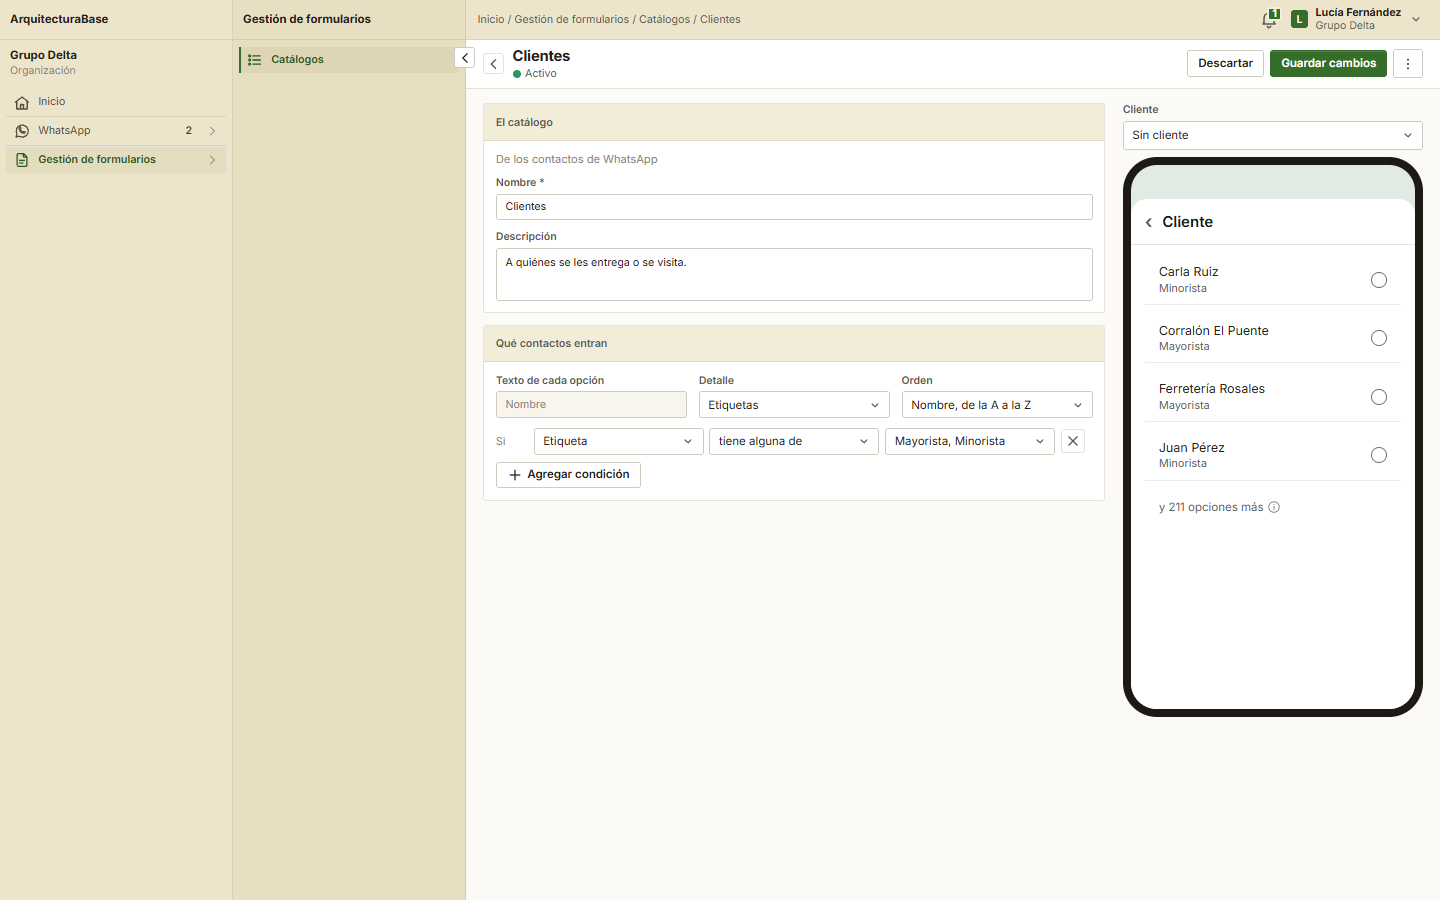 ArquitecturaBase
Grupo Delta
Organización
Inicio
WhatsApp 2
Gestión de formularios
Gestión de formularios
Catálogos
Inicio / Gestión de formularios / Catálogos / Clientes
1
L
Lucía Fernández
Grupo Delta
Clientes
Activo
Descartar
Guardar cambios
El catálogo
De los contactos de WhatsApp
Nombre *
Clientes
Descripción
A quiénes se les entrega o se visita.
Qué contactos entran
Texto de cada opción Detalle Orden
Nombre Etiquetas Nombre, de la A a la Z
Si Etiqueta tiene alguna de Mayorista, Minorista
Agregar condición
Cliente
Sin cliente
Cliente
Carla Ruiz
Minorista
Corralón El Puente
Mayorista
Ferretería Rosales
Mayorista
Juan Pérez
Minorista
y 211 opciones más